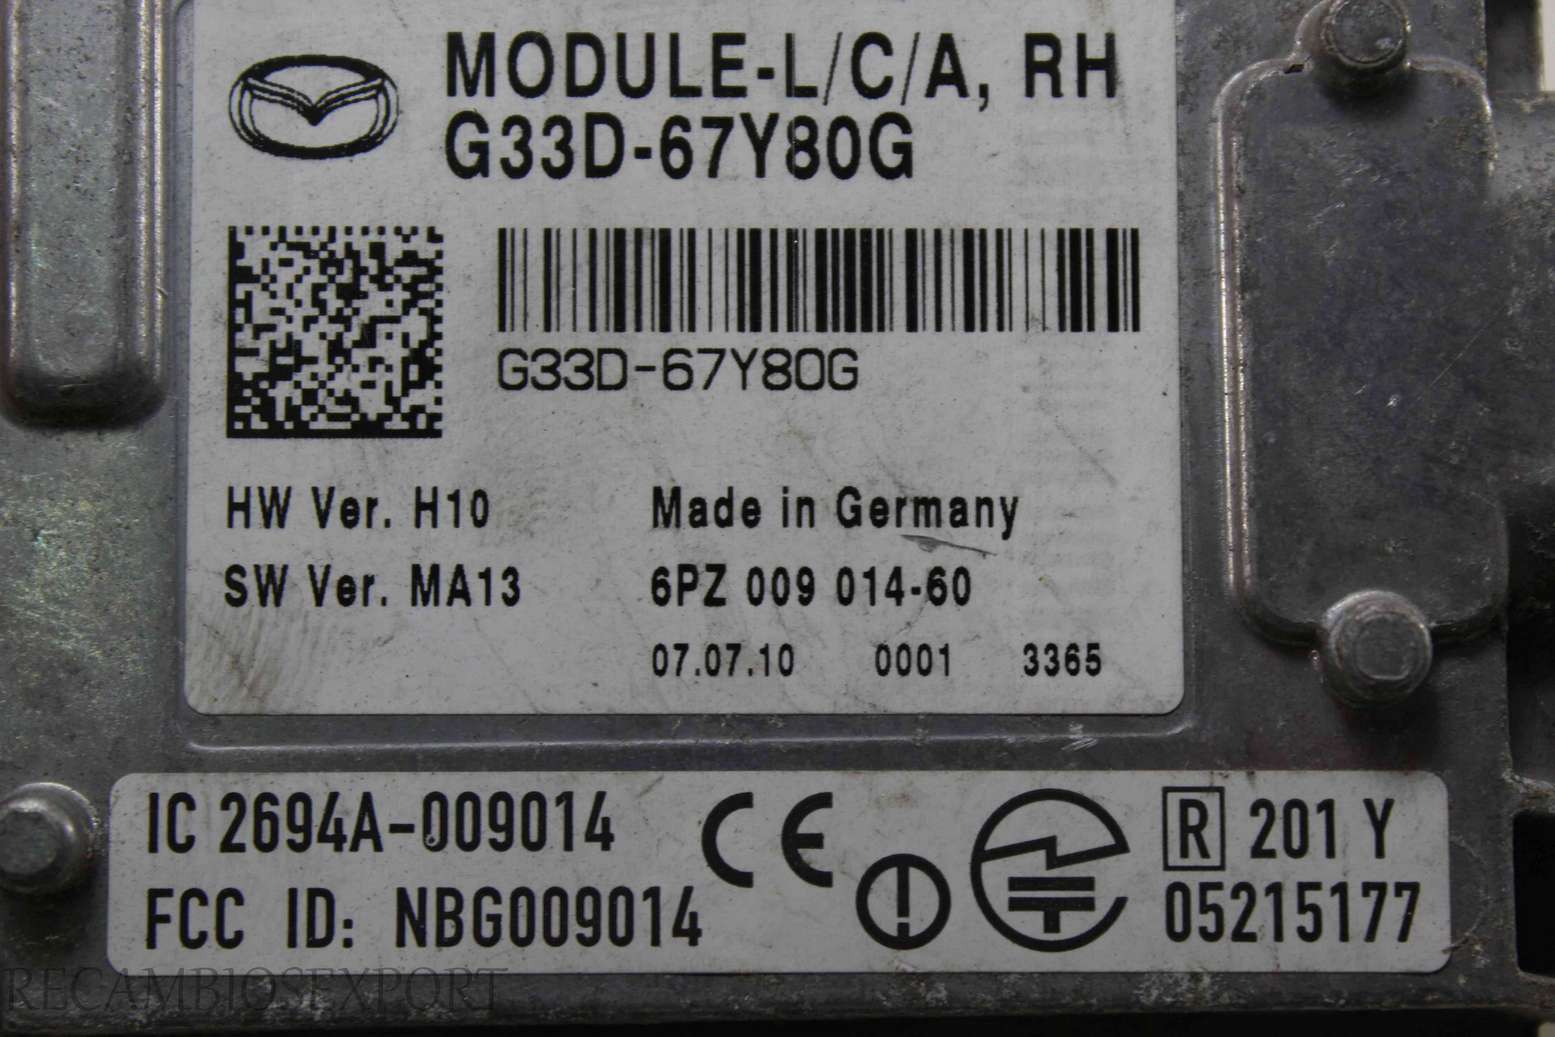 MODULE-L/C/A, RH
G33D-67Y80G
G33D-67Y80G
HW Ver. H10
Made in Germany
SW Ver. MA13
6PZ 009 014-60
07.07.10 0001 3365
IC 2694A-009014
CE
R 201 Y
FCC ID: NBG009014
05215177
RECAMBIOSEXPORT